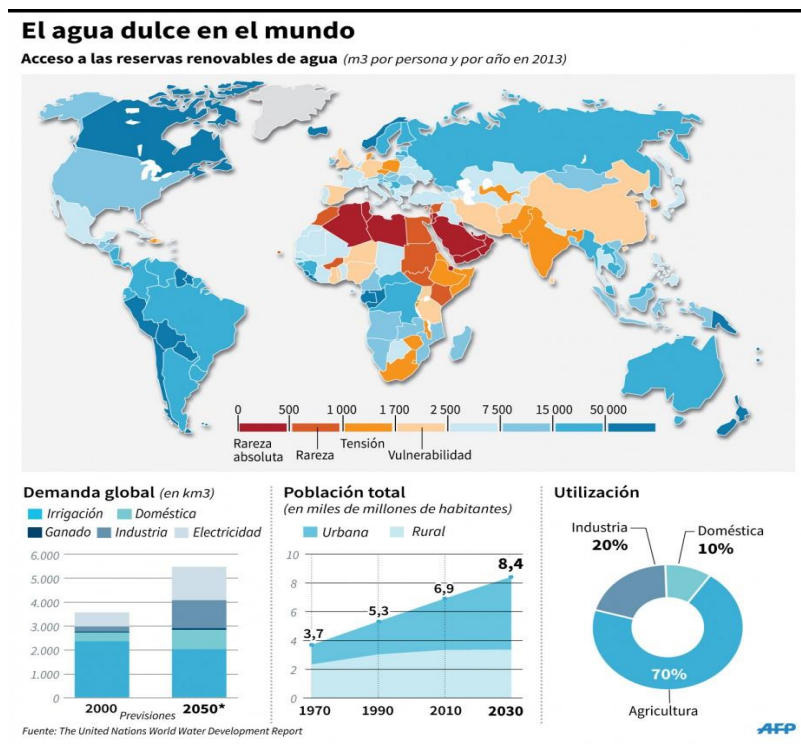 El agua dulce en el mundo
Acceso a las reservas renovables de agua (m3 por persona y por año en 2013)
0 500 1 000 1 700 2 500 7 500 15 000 50 000
Rareza absoluta
Rareza
Tensión
Vulnerabilidad
Demanda global (en km3)
Irrigación Doméstica
Ganado Industria Electricidad
6.000
5.000
4.000
3.000
2.000
1.000
0
2000 Previsiones 2050*
Población total
(en miles de millones de habitantes)
Urbana Rural
10
8
6
4
2
0
3,7
5,3
6,9
8,4
1970 1990 2010 2030
Utilización
Industria
20%
Doméstica
10%
70%
Agricultura
Fuente: The United Nations World Water Development Report
AFP